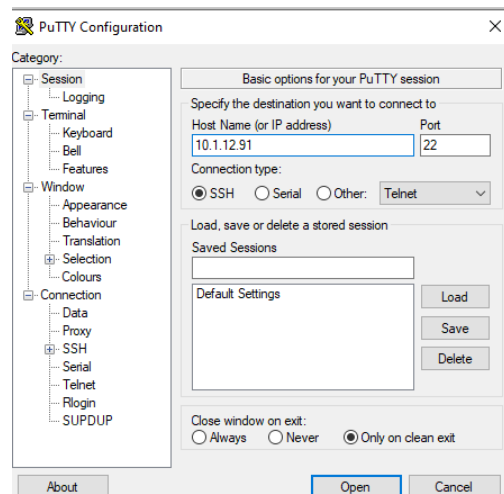 PuTTY Configuration
Category:
Session
Logging
Terminal
Keyboard
Bell
Features
Window
Appearance
Behaviour
Translation
Selection
Colours
Connection
Data
Proxy
SSH
Serial
Telnet
Rlogin
SUPDUP
Basic options for your PuTTY session
Specify the destination you want to connect to
Host Name (or IP address) Port
10.1.12.91 22
Connection type:
SSH Serial Other: Telnet
Load, save or delete a stored session
Saved Sessions
Default Settings
Load
Save
Delete
Close window on exit:
Always Never Only on clean exit
About Open Cancel